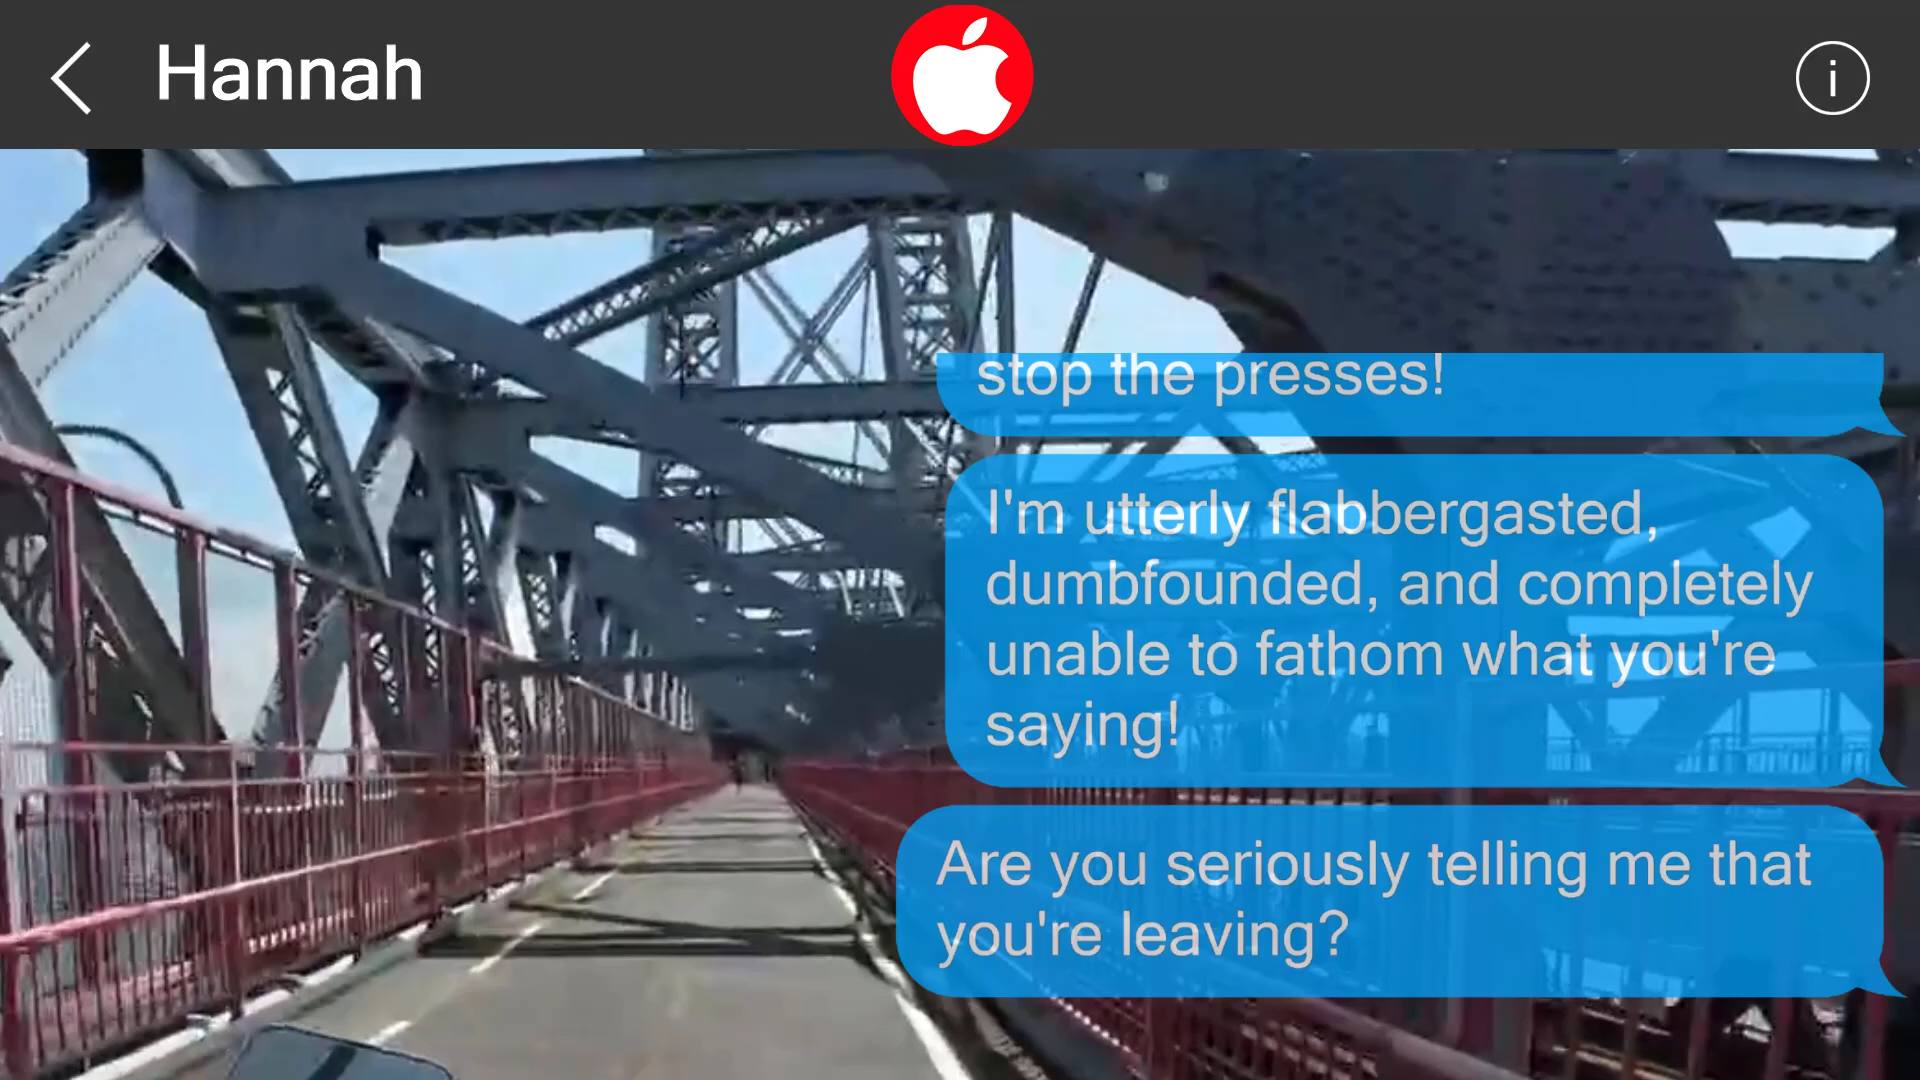 Hannah
stop the presses!
I'm utterly flabbergasted,
dumbfounded, and completely
unable to fathom what you're
saying!
Are you seriously telling me that
you're leaving?